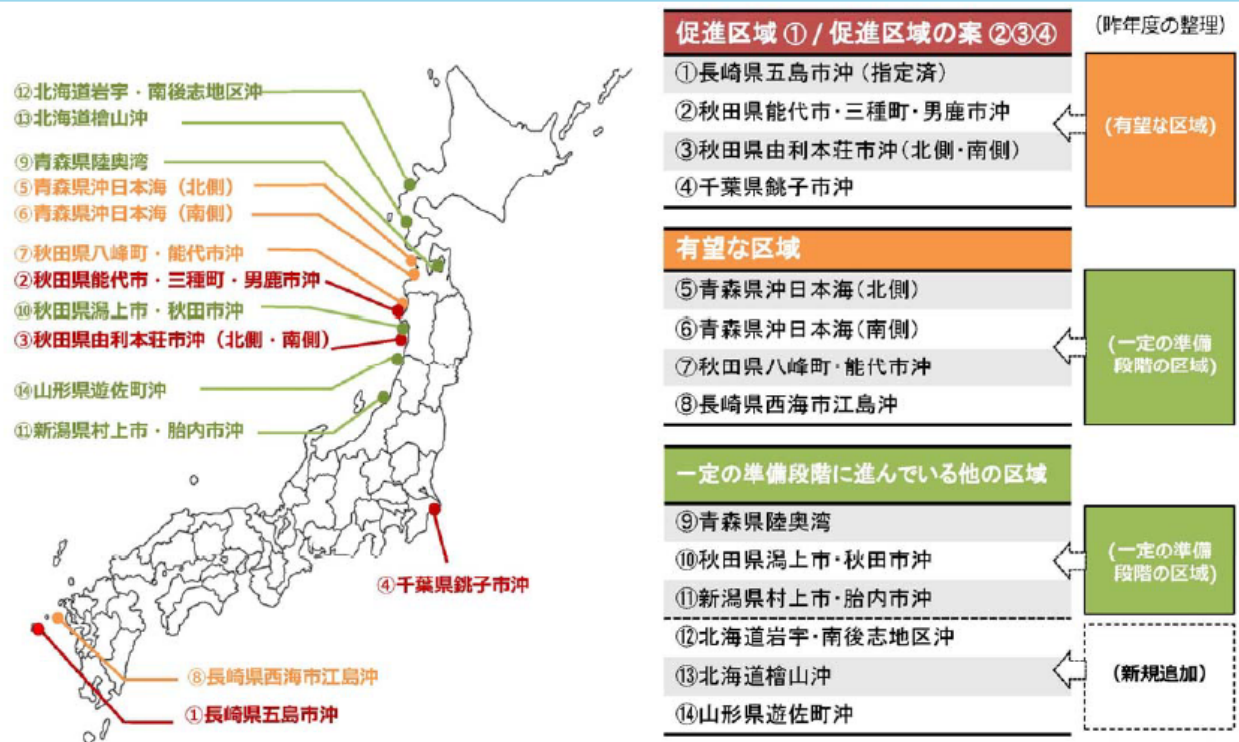 ⑫北海道岩宇・南後志地区沖
⑬北海道檜山沖
⑨青森県陸奥湾
⑤青森県沖日本海（北側）
⑥青森県沖日本海（南側）
⑦秋田県八峰町・能代市沖
②秋田県能代市・三種町・男鹿市沖
⑩秋田県潟上市・秋田市沖
③秋田県由利本荘市沖（北側・南側）
⑭山形県遊佐町沖
⑪新潟県村上市・胎内市沖
④千葉県銚子市沖
⑧長崎県西海市江島沖
①長崎県五島市沖
促進区域 ① / 促進区域の案 ②③④
①長崎県五島市沖（指定済）
②秋田県能代市・三種町・男鹿市沖
③秋田県由利本荘市沖（北側・南側）
④千葉県銚子市沖
（昨年度の整理）
(有望な区域)
有望な区域
⑤青森県沖日本海（北側）
⑥青森県沖日本海（南側）
⑦秋田県八峰町・能代市沖
⑧長崎県西海市江島沖
(一定の準備
段階の区域)
一定の準備段階に進んでいる他の区域
⑨青森県陸奥湾
⑩秋田県潟上市・秋田市沖
⑪新潟県村上市・胎内市沖
(一定の準備
段階の区域)
⑫北海道岩宇・南後志地区沖
⑬北海道檜山沖
⑭山形県遊佐町沖
(新規追加)